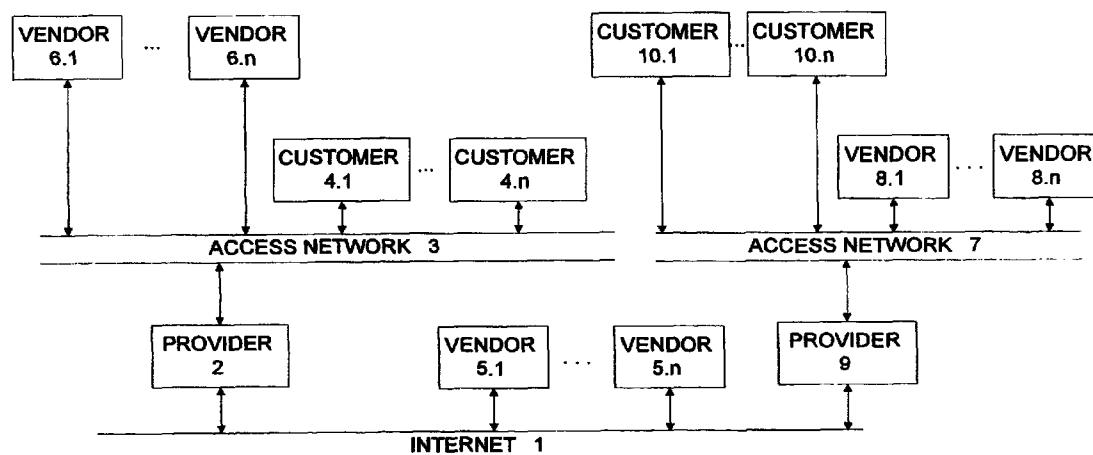 VENDOR
6.1
...
VENDOR
6.n
CUSTOMER
10.1
...
CUSTOMER
10.n
CUSTOMER
4.1
...
CUSTOMER
4.n
VENDOR
8.1
...
VENDOR
8.n
ACCESS NETWORK 3
ACCESS NETWORK 7
PROVIDER
2
VENDOR
5.1
...
VENDOR
5.n
PROVIDER
9
INTERNET 1